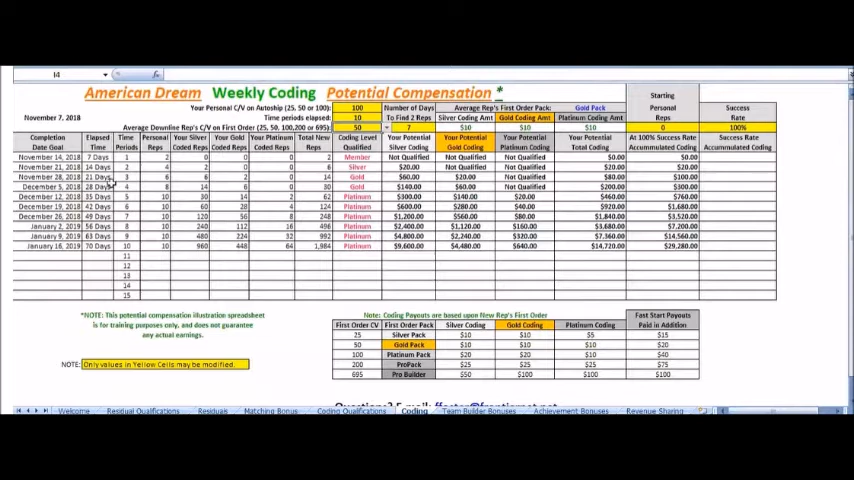 I4 fx
American Dream Weekly Coding Potential Compensation *
Starting
Your Personal C/V on Autoship (25, 50 or 100): 100 Number of Days Average Rep's First Order Pack: Gold Pack Personal Success
November 7, 2018 Time periods elapsed: 10 To Find 2 Reps Silver Coding Amt Gold Coding Amt Platinum Coding Amt Reps Rate
Average Downline Rep's C/V on First Order (25, 50,100,200 or 695): 50 7 $10 $10 $10 0 100%
Completion Elapsed Time Personal Your Silver Your Gold Your Platinum Total New Coding Level Your Potential Your Potential Your Potential Your Potential At 100% Success Rate Success Rate
Date Goal Time Periods Reps Coded Reps Coded Reps Coded Reps Reps Qualified Silver Coding Gold Coding Platinum Coding Total Coding Accumulated Coding Accumulated Coding
November 14, 2018 7 Days 1 2 0 0 0 2 Member Not Qualified Not Qualified Not Qualified $0.00 $0.00
November 21, 2018 14 Days 2 4 2 0 0 6 Silver $20.00 Not Qualified Not Qualified $20.00 $20.00
November 28, 2018 21 Days 3 6 6 2 0 14 Gold $60.00 $20.00 Not Qualified $80.00 $100.00
December 5, 2018 28 Days 4 8 14 6 0 30 Gold $140.00 $60.00 Not Qualified $200.00 $300.00
December 12, 2018 35 Days 5 10 30 14 2 62 Platinum $300.00 $140.00 $20.00 $460.00 $760.00
December 19, 2018 42 Days 6 10 60 28 4 124 Platinum $600.00 $280.00 $40.00 $920.00 $1,680.00
December 26, 2018 49 Days 7 10 120 56 8 248 Platinum $1,200.00 $560.00 $80.00 $1,840.00 $3,520.00
January 2, 2019 56 Days 8 10 240 112 16 496 Platinum $2,400.00 $1,120.00 $160.00 $3,680.00 $7,200.00
January 9, 2019 63 Days 9 10 480 224 32 992 Platinum $4,800.00 $2,240.00 $320.00 $7,360.00 $14,560.00
January 16, 2019 70 Days 10 10 960 448 64 1,984 Platinum $9,600.00 $4,480.00 $640.00 $14,720.00 $29,280.00
11
12
13
14
15
*NOTE: This potential compensation illustration spreadsheet
is for training purposes only, and does not guarantee
any actual earnings.
NOTE: Only values in Yellow Cells may be modified.
Note: Coding Payouts are based upon New Rep's First Order Fast Start Payouts
First Order CV First Order Pack Silver Coding Gold Coding Platinum Coding Paid in Addition
25 Silver Pack $10 $10 $5 $15
50 Gold Pack $10 $10 $10 $20
100 Platinum Pack $20 $20 $10 $40
200 ProPack $25 $25 $25 $75
695 Pro Builder $50 $100 $100 $100
Questions? E-mail:
Welcome Residual Qualifications Residuals Matching Bonus Coding Qualifications Coding Team Builder Bonuses Achievement Bonuses Revenue Sharing